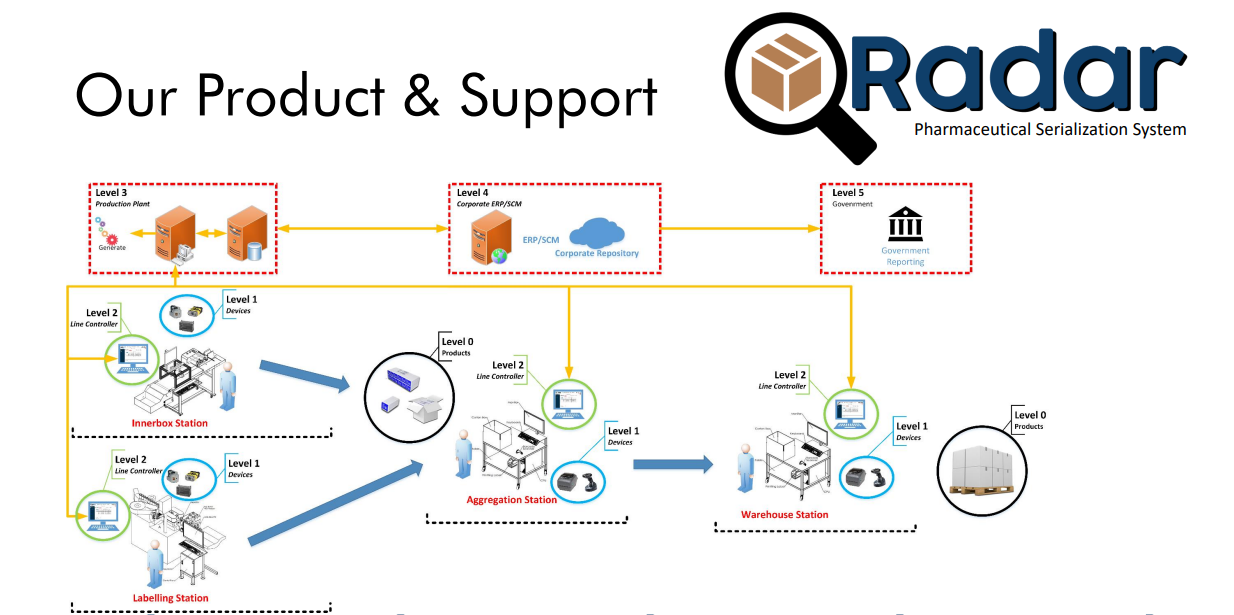 Our Product & Support
QRadar
Pharmaceutical Serialization System
Level 3
Production Plant
Generate
Level 4
Corporate ERP/SCM
ERP/SCM
Corporate Repository
Level 5
Government
Government
Reporting
Level 1
Devices
Level 2
Line Controller
Innerbox Station
Level 0
Products
Level 2
Line Controller
Level 1
Devices
Aggregation Station
Level 2
Line Controller
Level 1
Devices
Warehouse Station
Level 0
Products
Level 2
Line Controller
Level 1
Devices
Labelling Station